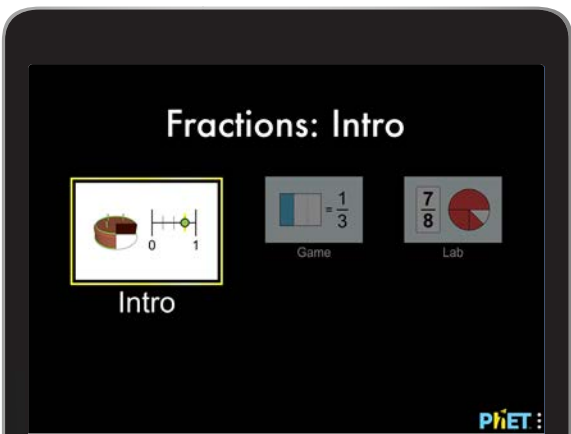 Fractions: Intro
0 1
Intro
= 1/3
Game
7/8
Lab
PhET